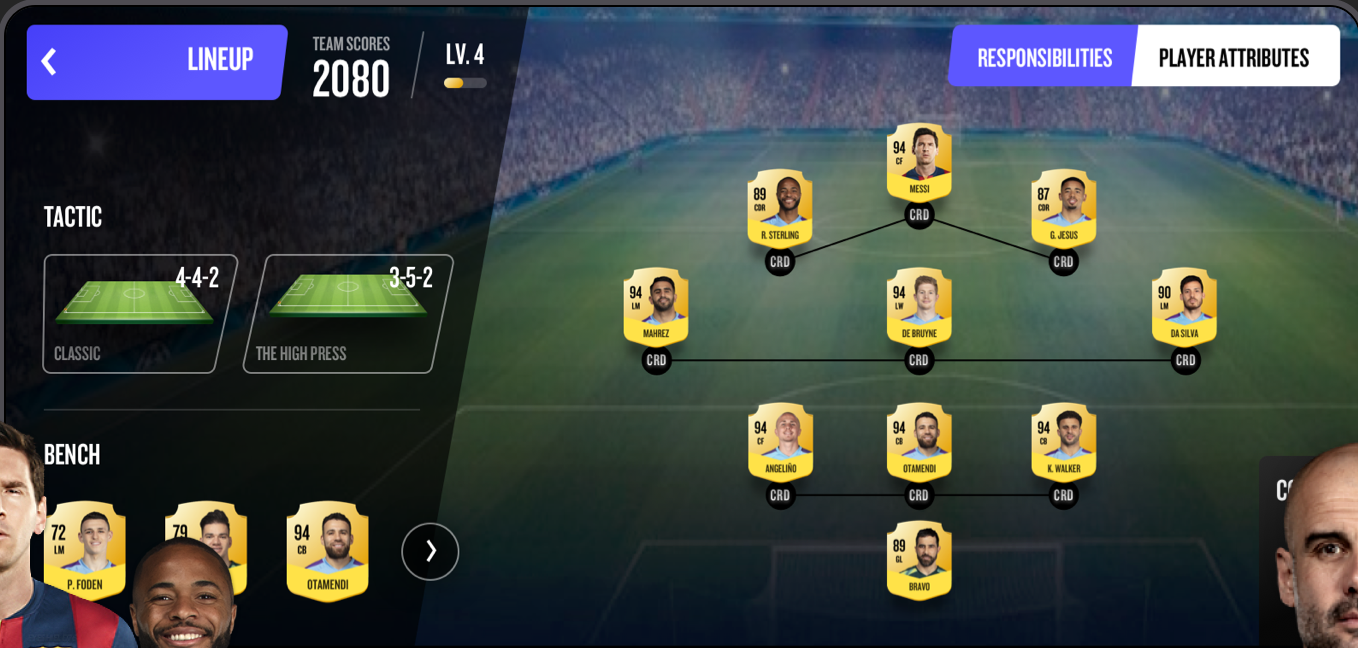 LINEUP
TEAM SCORES
2080
LV. 4
RESPONSIBILITIES
PLAYER ATTRIBUTES
TACTIC
4-4-2
CLASSIC
3-5-2
THE HIGH PRESS
BENCH
72
LM
P. FODEN
79
94
CB
OTAMENDI
94
CF
MESSI
CRD
89
CDR
R. STERLING
CRD
87
CDR
G. JESUS
CRD
94
LM
MAHREZ
CRD
94
LW
DE BRUYNE
CRD
90
LM
DA SILVA
CRD
94
CF
ANGELIÑO
CRD
94
CB
OTAMENDI
CRD
94
CB
K. WALKER
CRD
89
GL
BRAVO